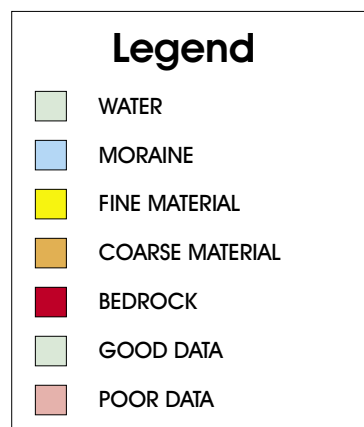 Legend
WATER
MORAINE
FINE MATERIAL
COARSE MATERIAL
BEDROCK
GOOD DATA
POOR DATA